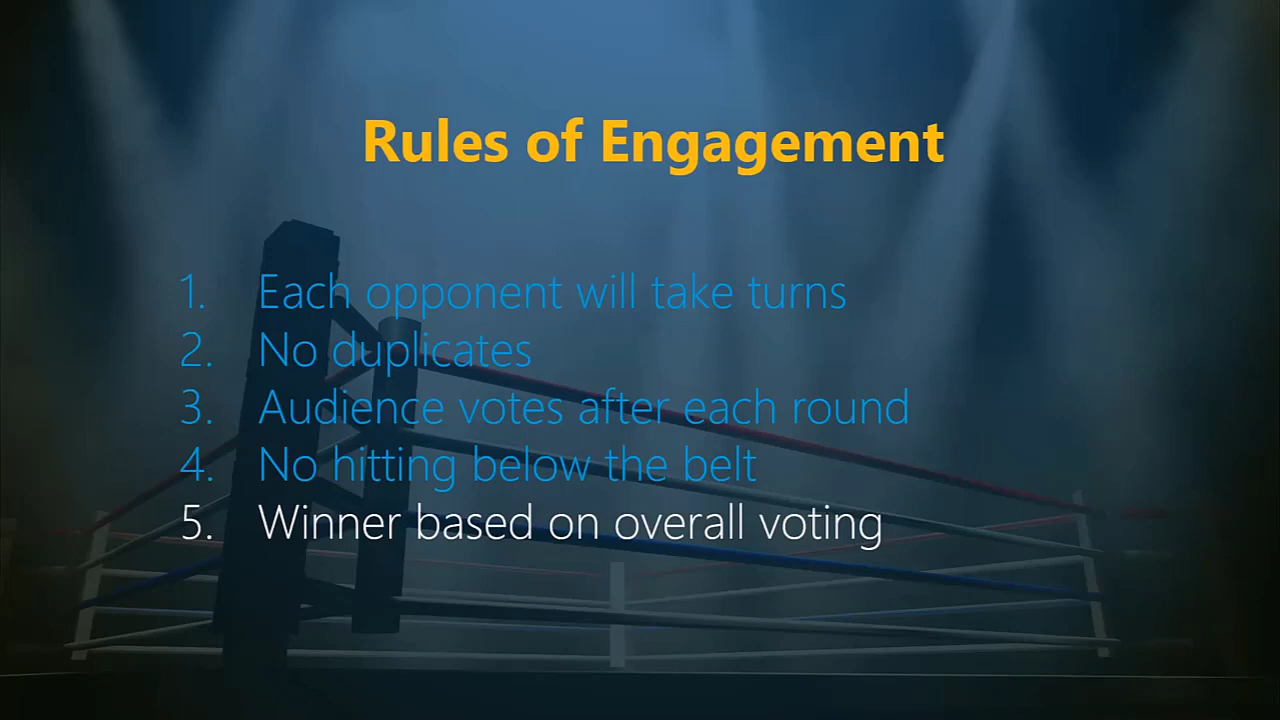 Rules of Engagement
1. Each opponent will take turns
2. No duplicates
3. Audience votes after each round
4. No hitting below the belt
5. Winner based on overall voting